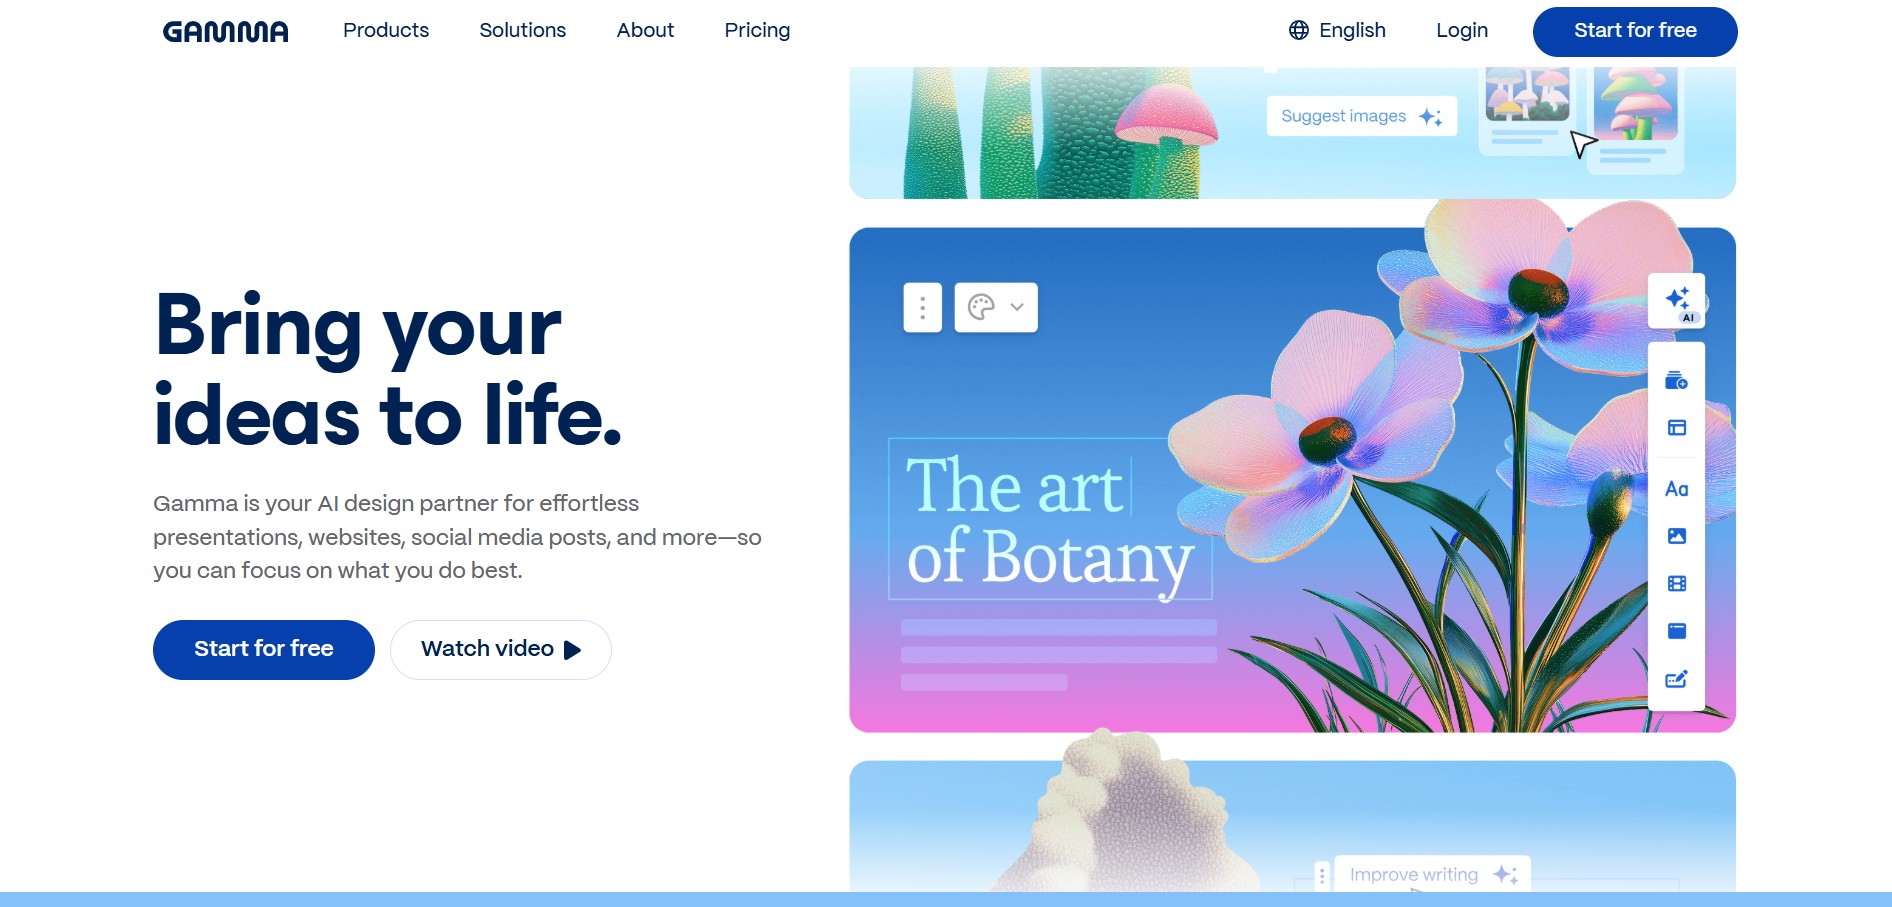 GAMMA
Products
Solutions
About
Pricing
English
Login
Start for free
Suggest images
Bring your
ideas to life.
Gamma is your AI design partner for effortless
presentations, websites, social media posts, and more—so
you can focus on what you do best.
Start for free
Watch video
AI
Aa
The art
of Botany
Improve writing